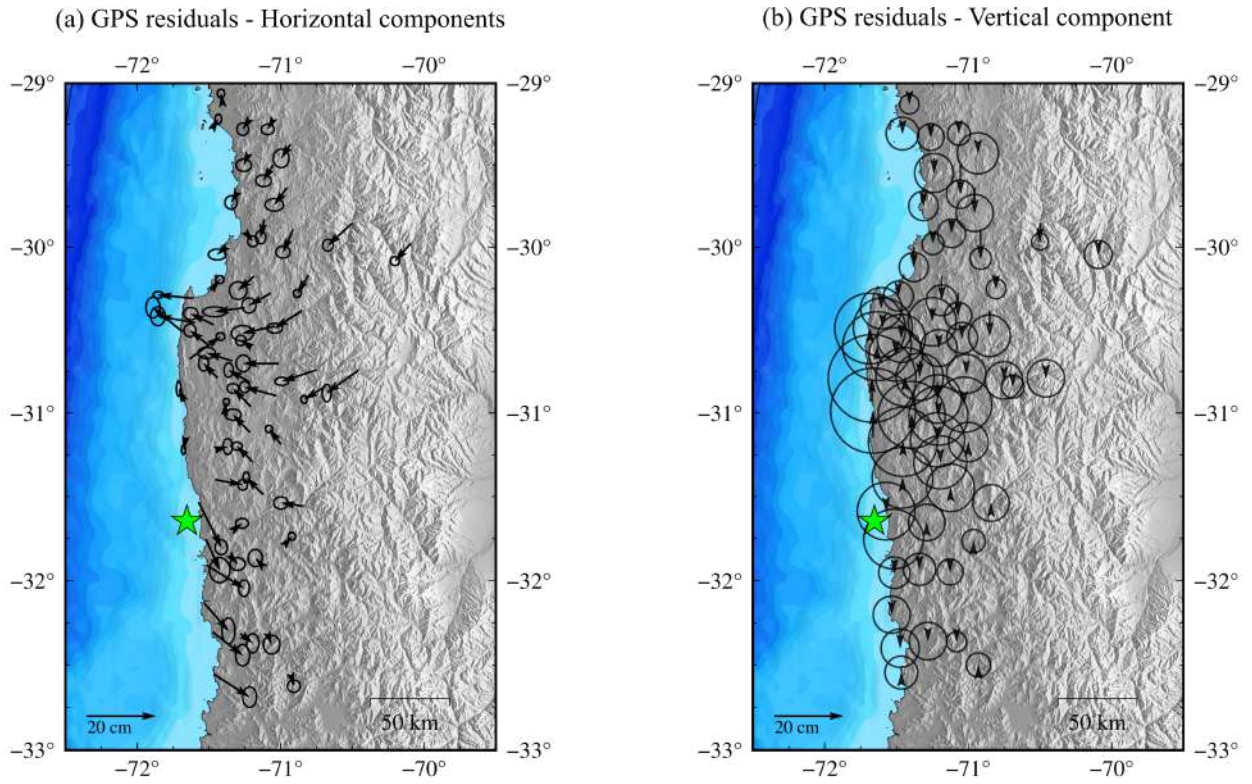 (a) GPS residuals - Horizontal components
(b) GPS residuals - Vertical component
−72° −71° −70°
−72° −71° −70°
−29° −29° −29° −29°
−30° −30° −30° −30°
−31° −31° −31° −31°
−32° −32° −32° −32°
20 cm 50 km
20 cm 50 km
−33° −33° −33° −33°
−72° −71° −70°
−72° −71° −70°